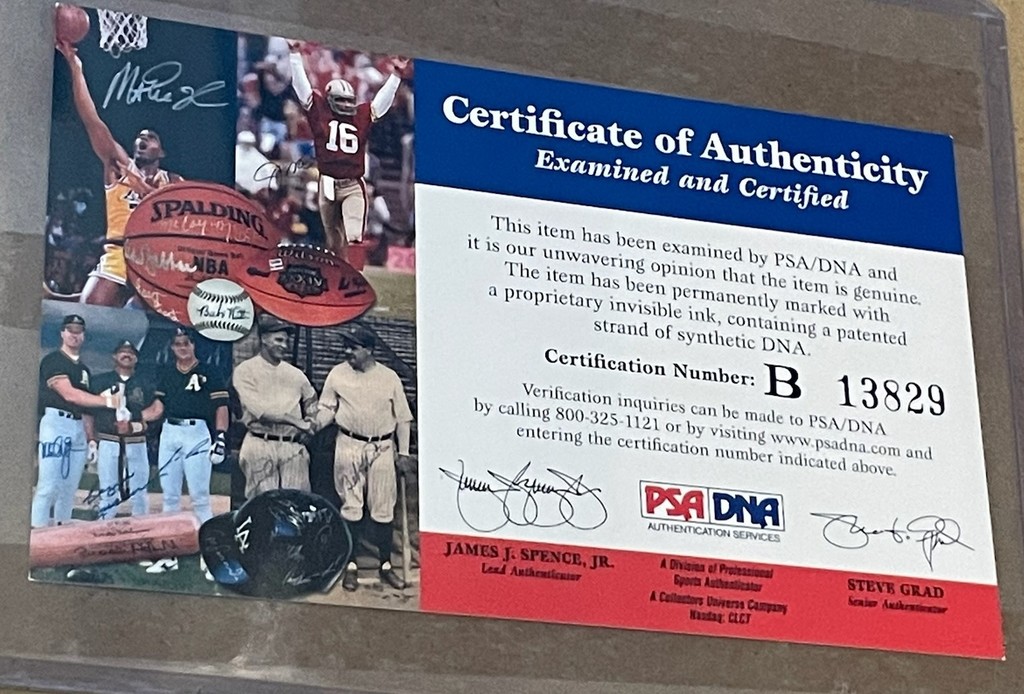 Certificate of Authenticity
Examined and Certified
This item has been examined by PSA/DNA and
it is our unwavering opinion that the item is genuine.
The item has been permanently marked with
a proprietary invisible ink, containing a patented
strand of synthetic DNA.
Certification Number: B 13829
Verification inquiries can be made to PSA/DNA
by calling 800-325-1121 or by visiting www.psadna.com and
entering the certification number indicated above.
PSA DNA
AUTHENTICATION SERVICES
JAMES J. SPENCE, JR.
Lead Authenticator
A Division of Professional
Sports Authenticator
A Collectors Universe Company
Nasdaq: CLCT
STEVE GRAD
Senior Authenticator
16
SPALDING
NBA
Wilson
XXIV
Babe Ruth
A's